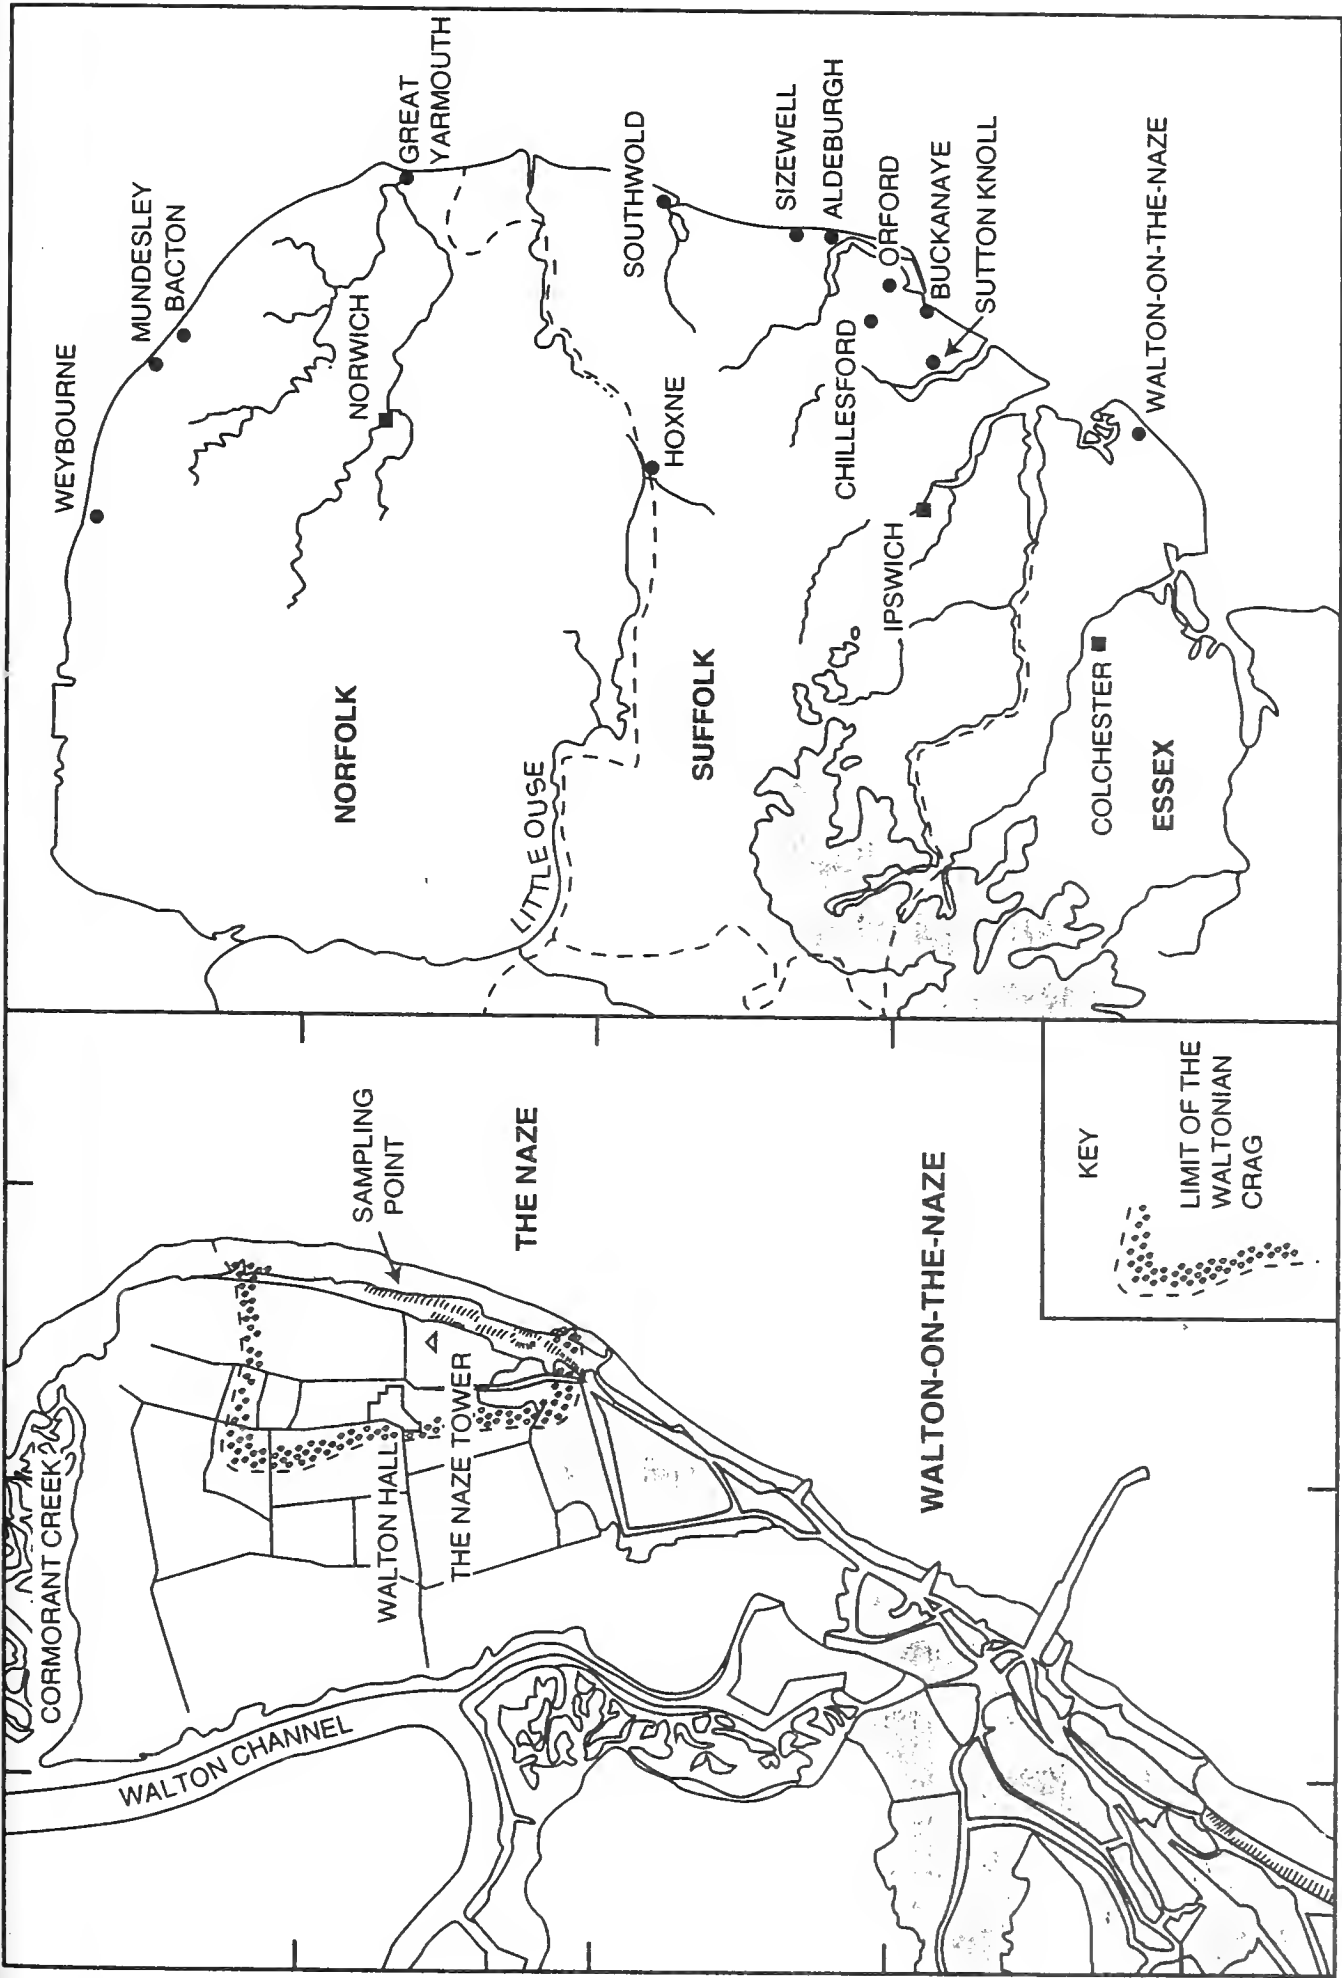 WEYBOURNE
MUNDESLEY
BACTON
GREAT
YARMOUTH
NORWICH
NORFOLK
LITTLE OUSE
HOXNE
SOUTHWOLD
SUFFOLK
SIZEWELL
ALDEBURGH
ORFORD
BUCKANAYE
SUTTON KNOLL
CHILLESFORD
IPSWICH
WALTON-ON-THE-NAZE
COLCHESTER
ESSEX
CORMORANT CREEK
WALTON CHANNEL
SAMPLING
POINT
THE NAZE
WALTON HALL
THE NAZE TOWER
WALTON-ON-THE-NAZE
KEY
LIMIT OF THE
WALTONIAN
CRAG